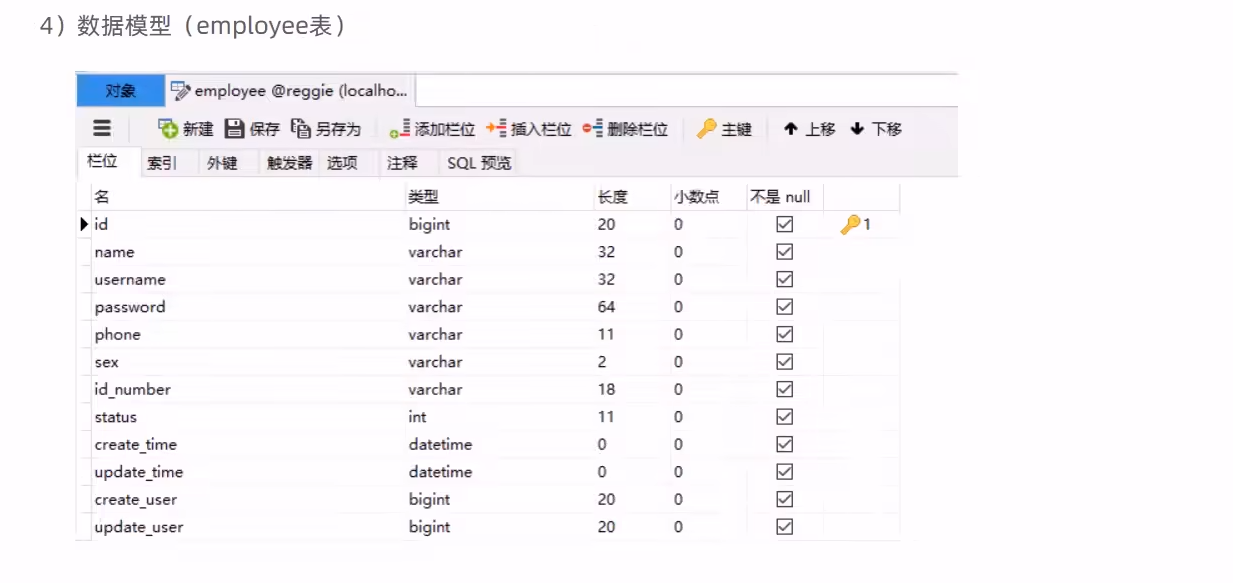 4）数据模型（employee表）
对象 employee @reggie (localho...
新建 保存 另存为 添加栏位 插入栏位 删除栏位 主键 上移 下移
栏位 索引 外键 触发器 选项 注释 SQL 预览
名 类型 长度 小数点 不是 null
id bigint 20 0 1
name varchar 32 0
username varchar 32 0
password varchar 64 0
phone varchar 11 0
sex varchar 2 0
id_number varchar 18 0
status int 11 0
create_time datetime 0 0
update_time datetime 0 0
create_user bigint 20 0
update_user bigint 20 0